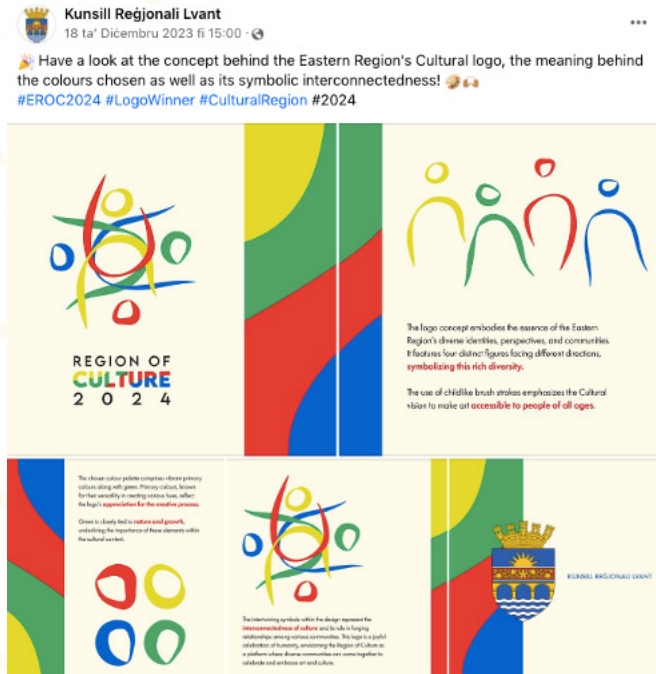 Kunsill Reġjonali Lvant
18 ta' Diċembru 2023 fi 15:00 ·
Have a look at the concept behind the Eastern Region's Cultural logo, the meaning behind
the colours chosen as well as its symbolic interconnectedness!
#EROC2024 #LogoWinner #CulturalRegion #2024
REGION OF
CULTURE
2024
The logo concept embodies the essence of the Eastern
Region's diverse identities, perspectives, and communities.
It features four distinct figures facing different directions,
symbolizing this rich diversity.
The use of childlike brush strokes emphasizes the Cultural
vision to make art accessible to people of all ages.
The chosen colour palette comprises vibrant primary
colours along with green. Primary colours, known
for their versatility in creating various hues, reflect
the logo's appreciation for the creative process.
Green is closely tied to nature and growth,
underlining the importance of these elements within
the cultural context.
The intertwining symbols within the design represent the
interconnectedness of culture and its role in forging
relationships among various communities. This logo is a joyful
celebration of humanity, envisioning the Region of Culture as
a platform where diverse communities can come together to
celebrate and embrace art and culture.
KUNSILL REĠJONALI LVANT